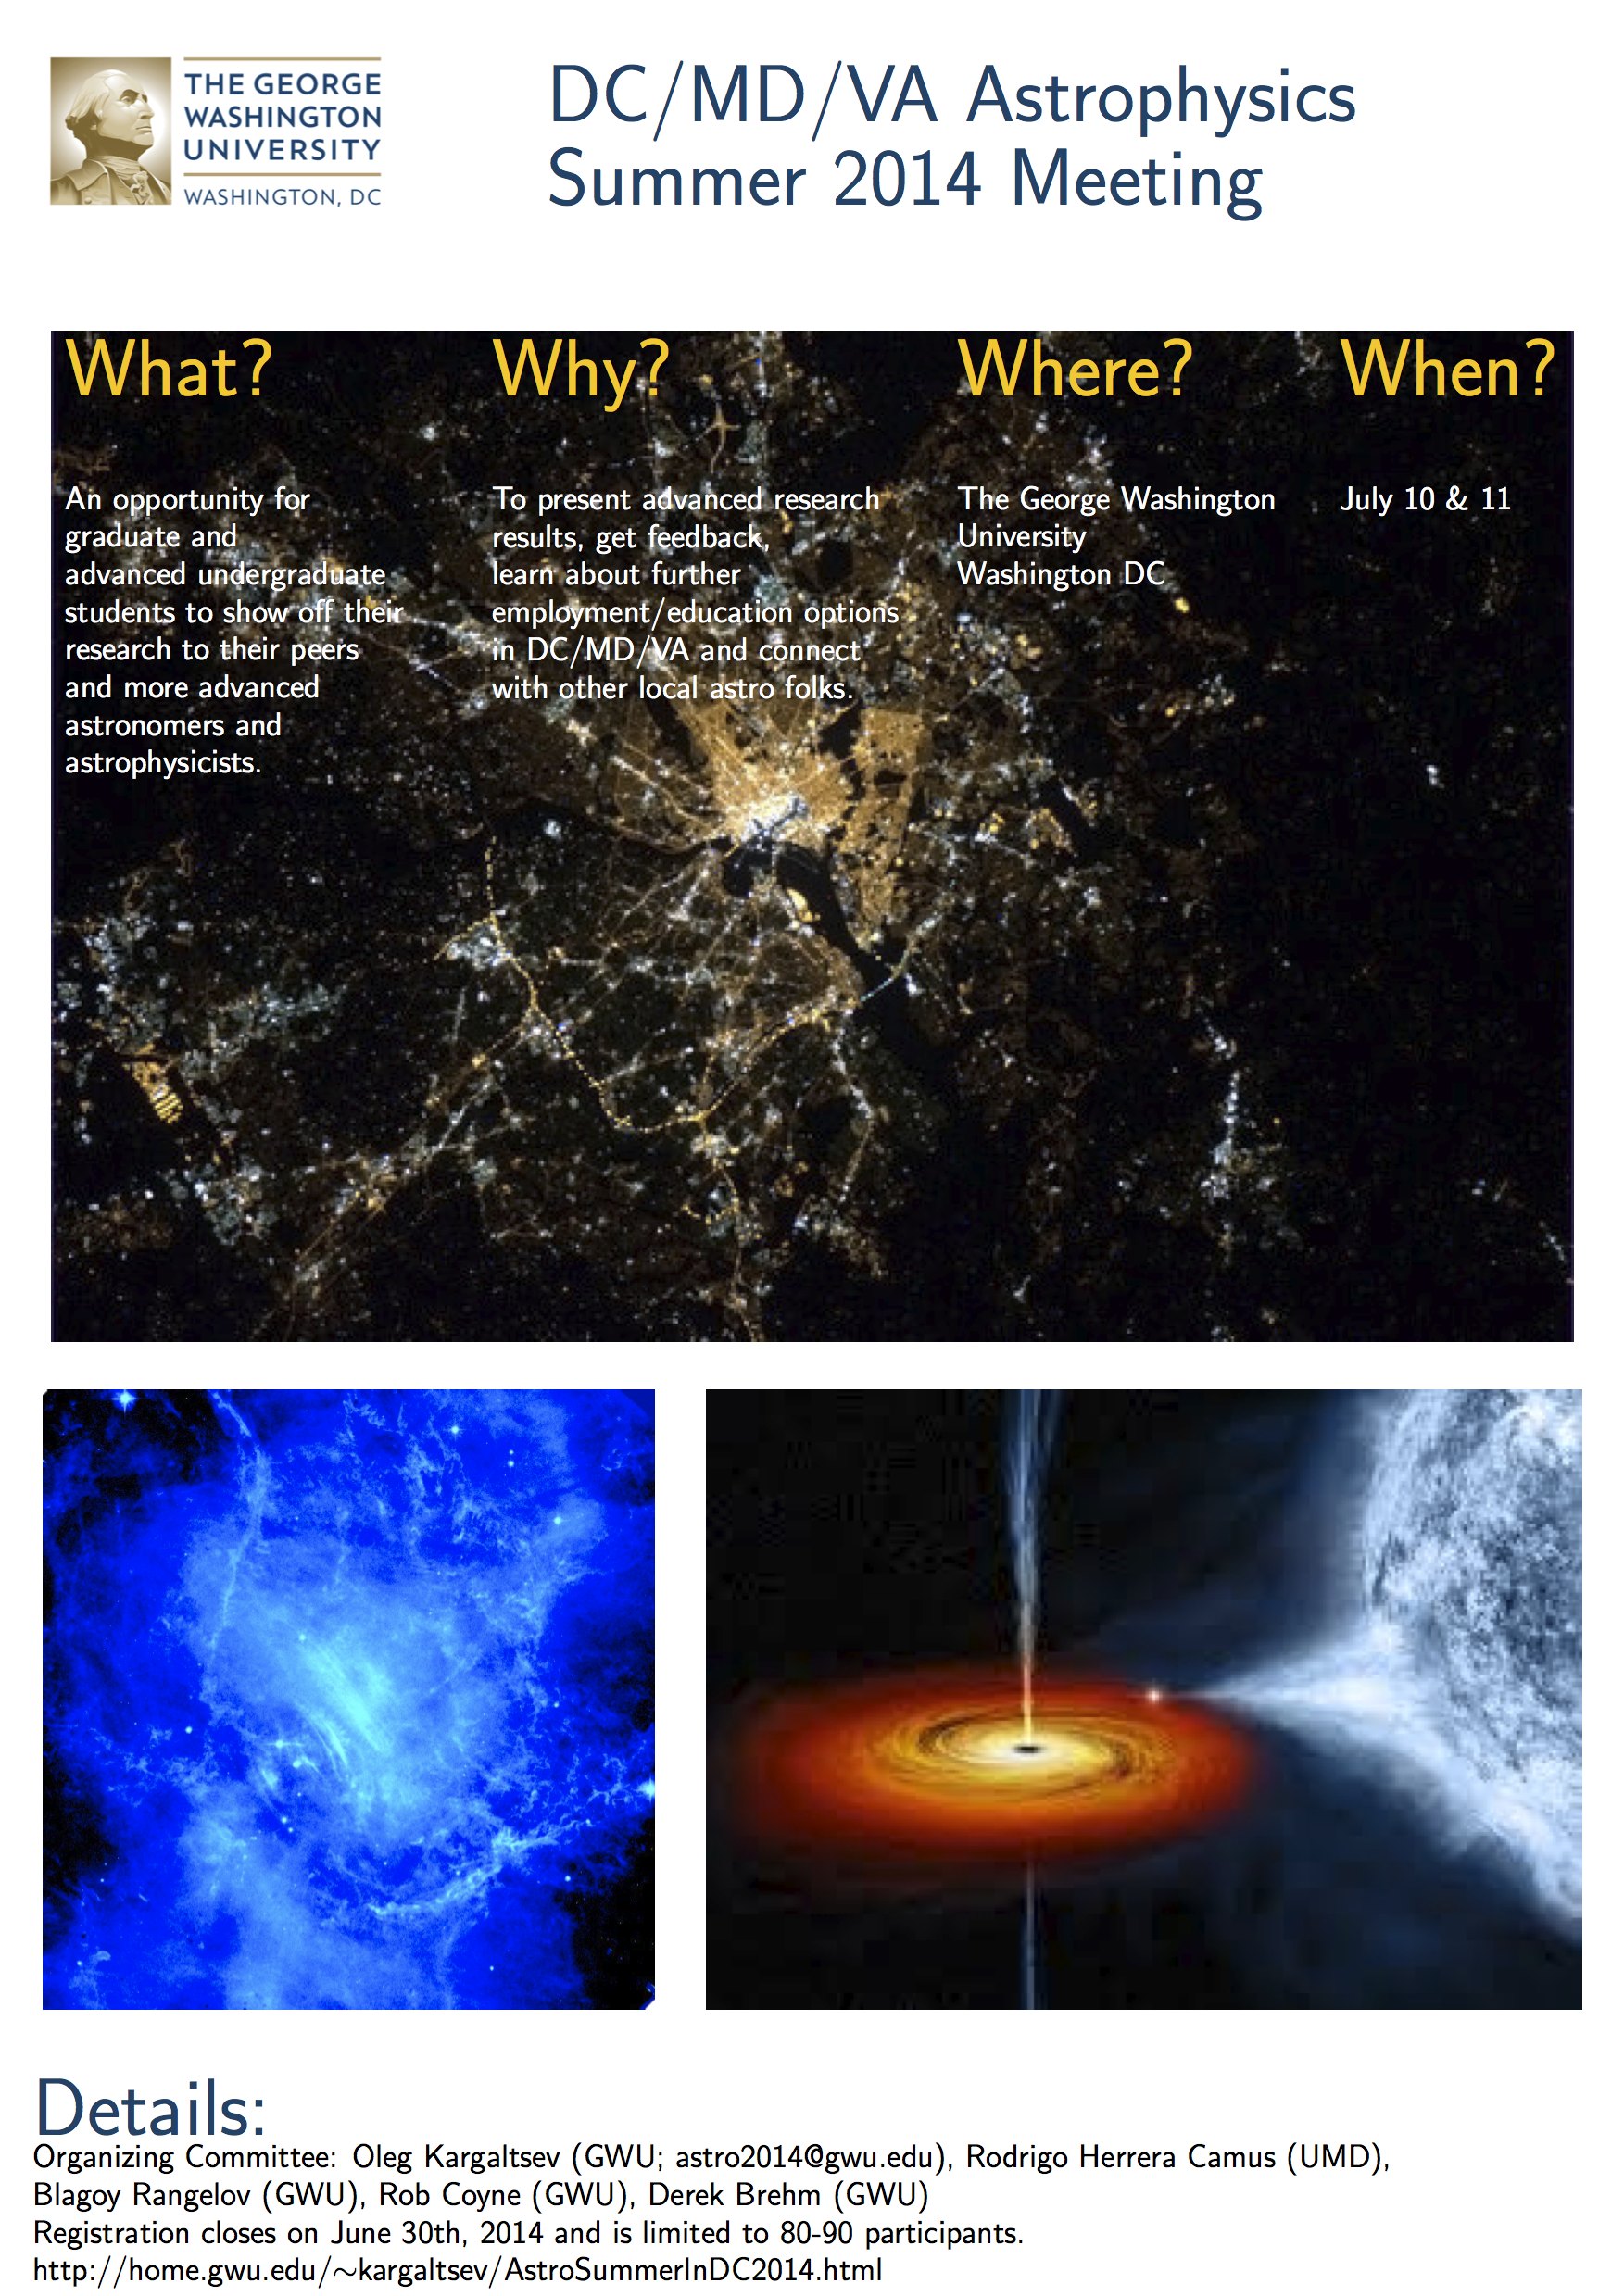 THE GEORGE
WASHINGTON
UNIVERSITY
WASHINGTON, DC
DC/MD/VA Astrophysics
Summer 2014 Meeting
What?
An opportunity for
graduate and
advanced undergraduate
students to show off their
research to their peers
and more advanced
astronomers and
astrophysicists.
Why?
To present advanced research
results, get feedback,
learn about further
employment/education options
in DC/MD/VA and connect
with other local astro folks.
Where?
The George Washington
University
Washington DC
When?
July 10 & 11
Details:
Organizing Committee: Oleg Kargaltsev (GWU; astro2014@gwu.edu), Rodrigo Herrera Camus (UMD),
Blagoy Rangelov (GWU), Rob Coyne (GWU), Derek Brehm (GWU)
Registration closes on June 30th, 2014 and is limited to 80-90 participants.
http://home.gwu.edu/~kargaltsev/AstroSummerInDC2014.html